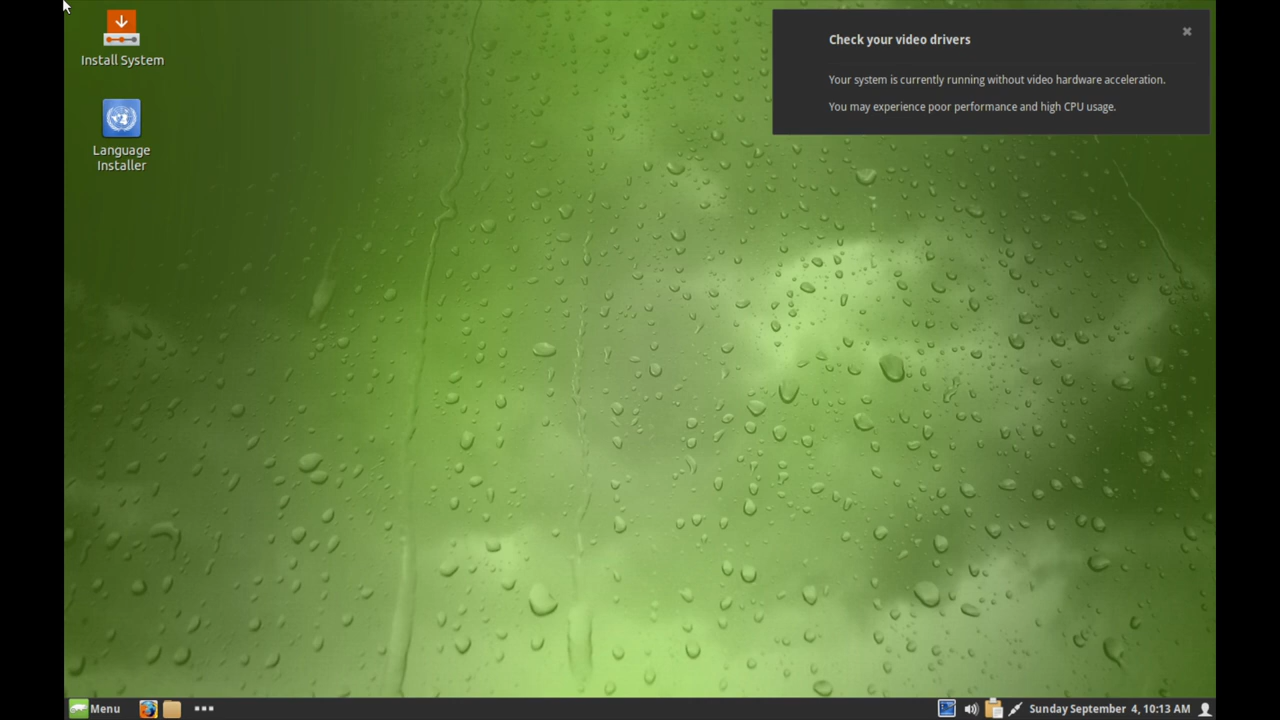 Install System
Language
Installer
Check your video drivers
Your system is currently running without video hardware acceleration.
You may experience poor performance and high CPU usage.
Menu
Sunday September 4, 10:13 AM